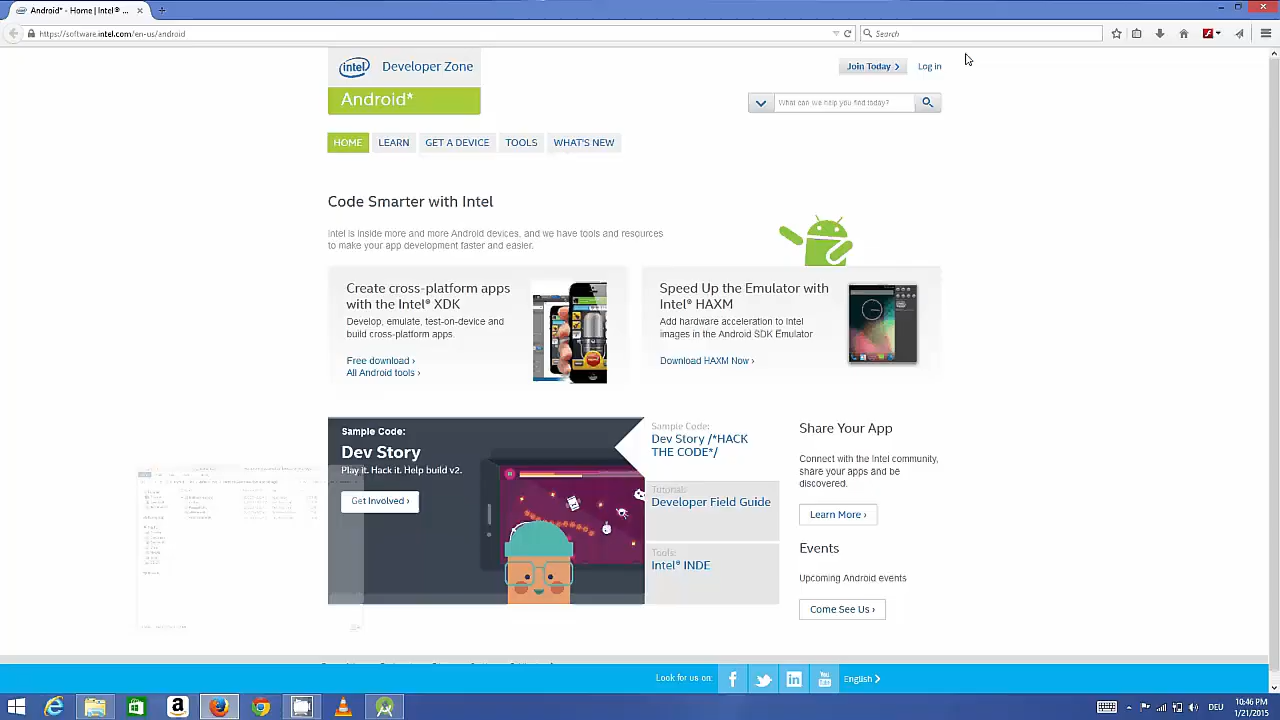 Android* - Home | Intel® ...
https://software.intel.com/en-us/android
Search
intel Developer Zone
Join Today
Log in
Android*
What can we help you find today?
HOME
LEARN
GET A DEVICE
TOOLS
WHAT'S NEW
Code Smarter with Intel
Intel is inside more and more Android devices, and we have tools and resources
to make your app development faster and easier.
Create cross-platform apps
with the Intel® XDK
Develop, emulate, test-on-device and
build cross-platform apps.
Free download ›
All Android tools ›
Speed Up the Emulator with
Intel® HAXM
Add hardware acceleration to Intel
images in the Android SDK Emulator
Download HAXM Now ›
Sample Code:
Dev Story
Play it. Hack it. Help build v2.
Get Involved ›
Sample Code:
Dev Story /*HACK
THE CODE*/
Tutorial:
Developer Field Guide
Tools:
Intel® INDE
Share Your App
Connect with the Intel community,
share your apps and be
discovered.
Learn More ›
Events
Upcoming Android events
Come See Us ›
Look for us on:
English
DEU
10:46 PM
1/21/2015